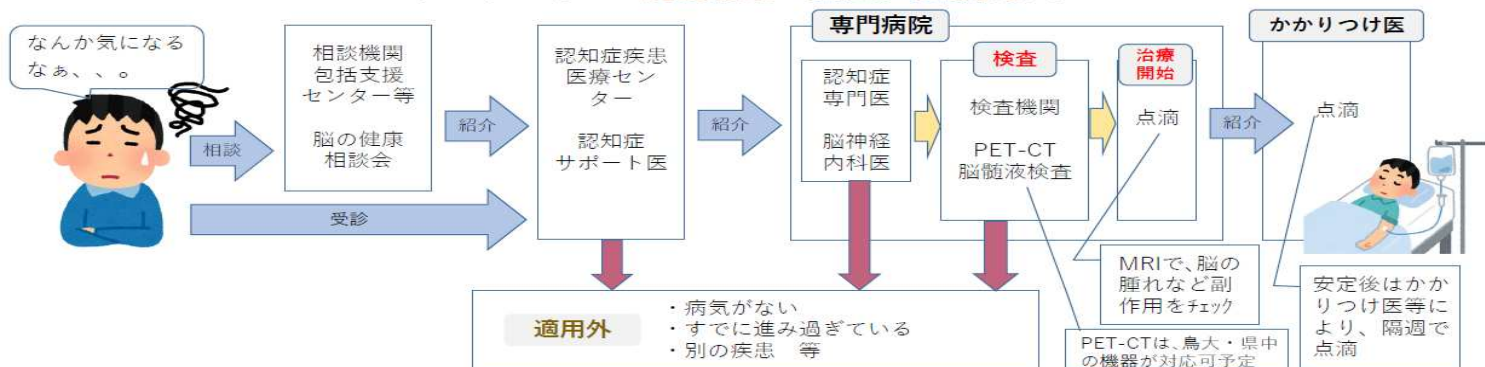 なんか気になる
なぁ、、。
相談
受診
相談機関
包括支援
センター等
脳の健康
相談会
紹介
認知症疾患
医療セン
ター
認知症
サポート医
紹介
専門病院
認知症
専門医
脳神経
内科医
検査
検査機関
PET-CT
脳髄液検査
治療
開始
点滴
紹介
かかりつけ医
点滴
適用外
・病気がない
・すでに進み過ぎている
・別の疾患 等
MRIで、脳の
腫れなど副
作用をチェック
PET-CTは、鳥大・県中
の機器が対応可予定
安定後はかか
りつけ医等に
より、隔週で
点滴